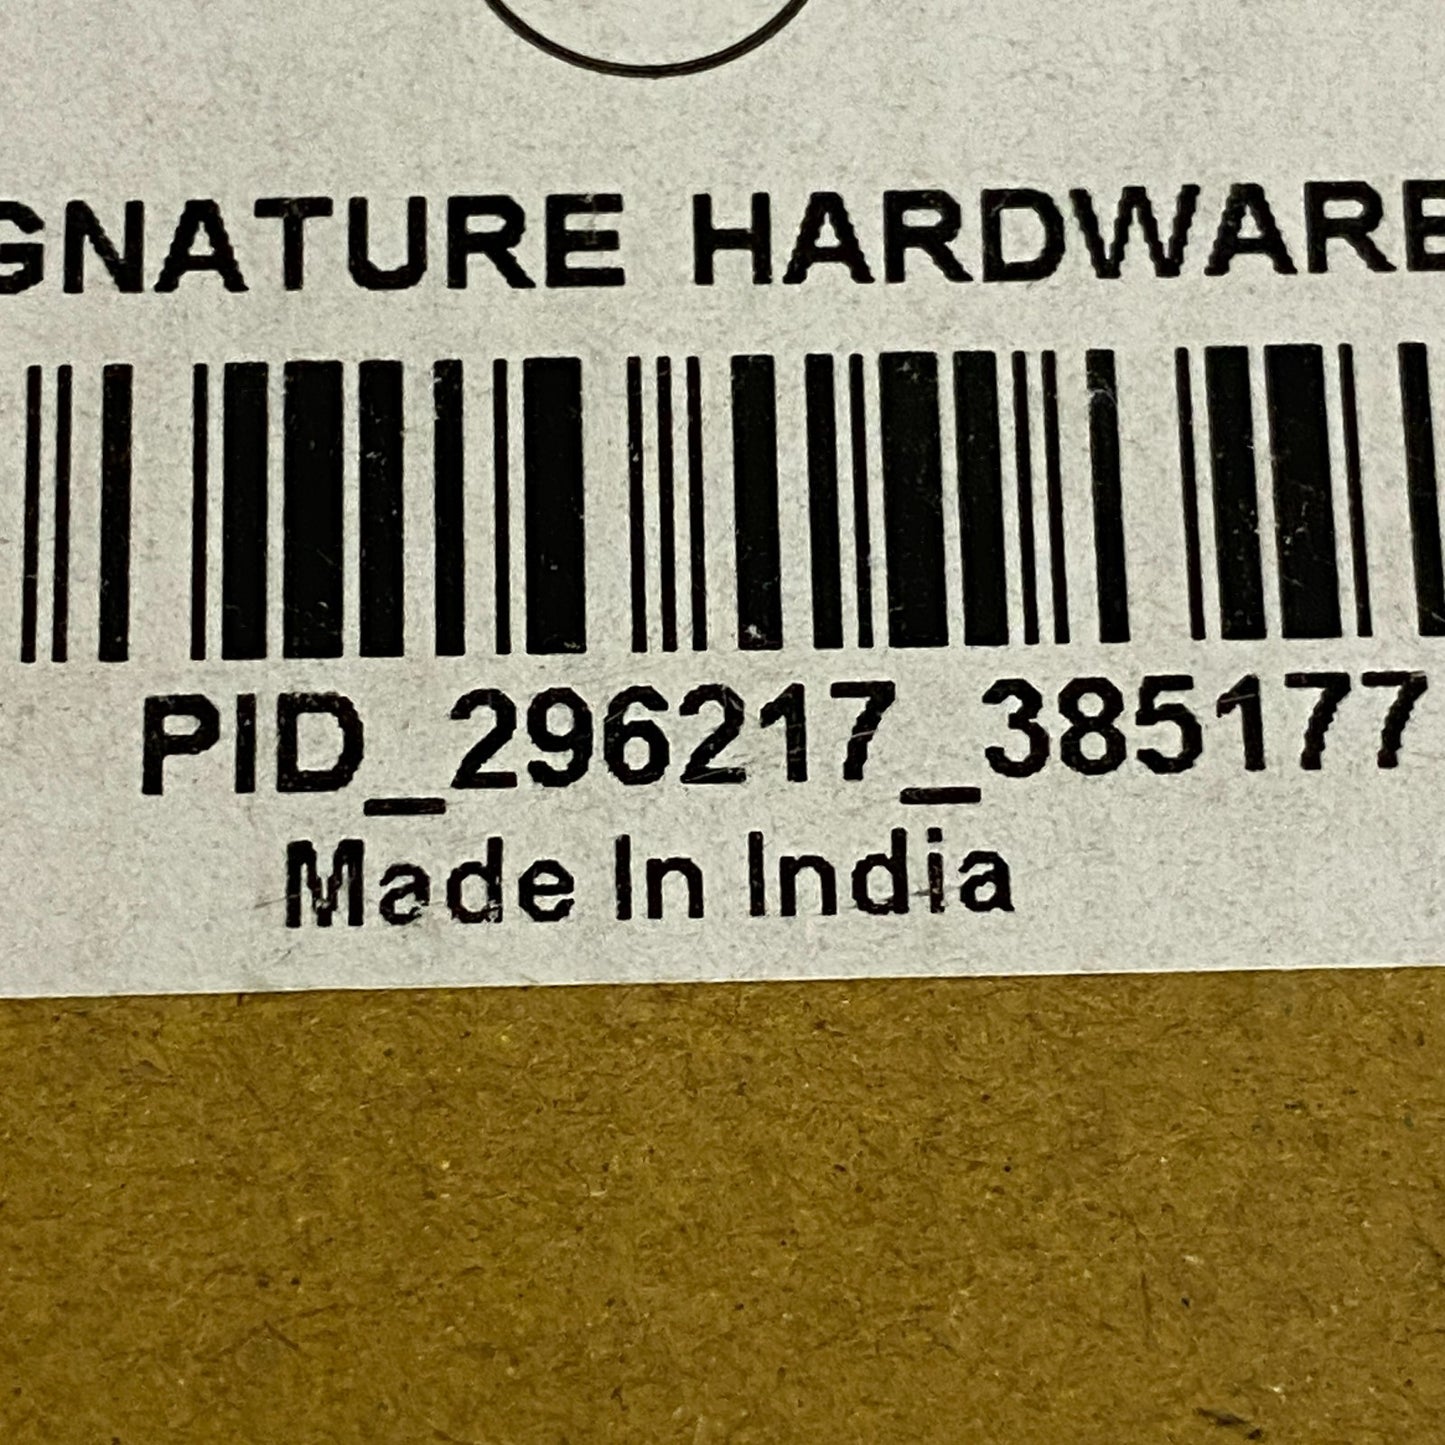 GNATURE HARDWARE
PID_296217_385177
Made In India